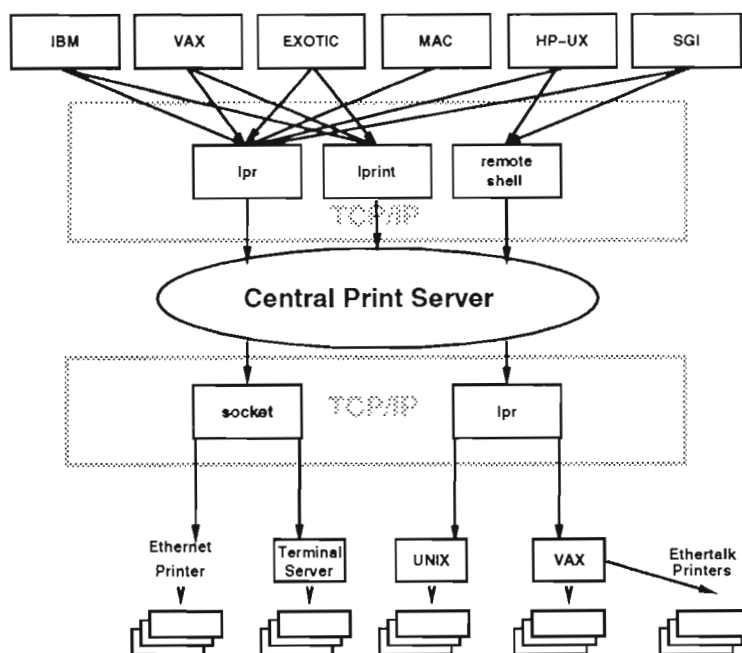 IBM
VAX
EXOTIC
MAC
HP-UX
SGI
lpr
lprint
remote
shell
TCP/IP
Central Print Server
socket
TCP/IP
lpr
Ethernet
Printer
Terminal
Server
UNIX
VAX
Ethertalk
Printers